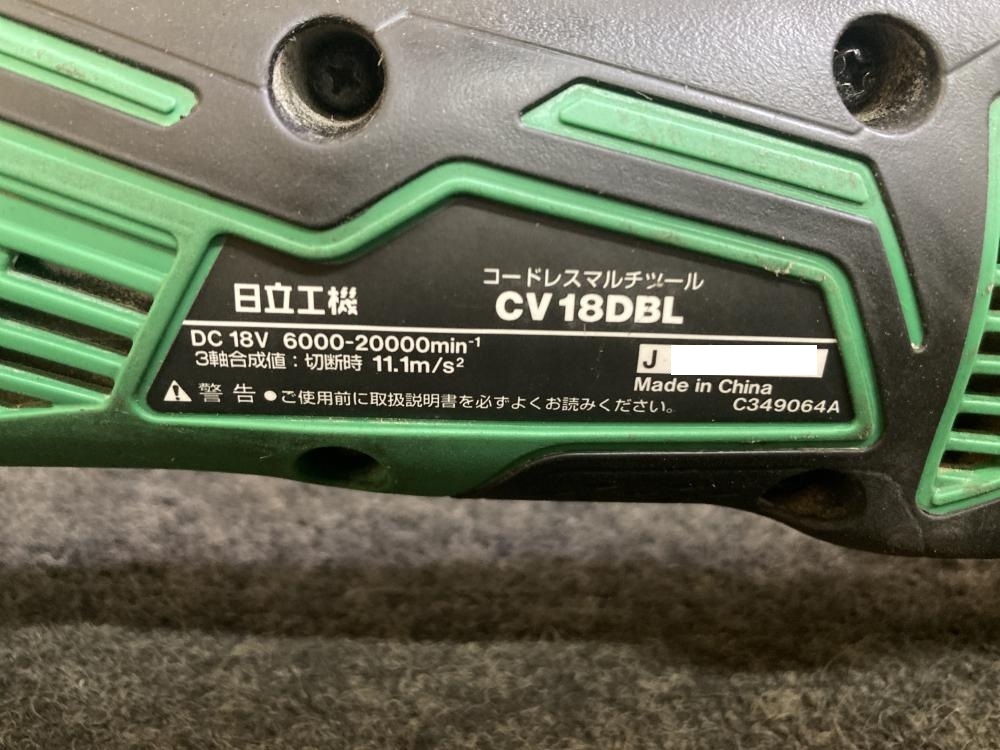 コードレスマルチツール
日立工機 CV18DBL
DC 18V 6000-20000min⁻¹
3軸合成値：切断時 11.1m/s²
J
Made in China
警告 ●ご使用前に取扱説明書を必ずよくお読みください。
C349064A